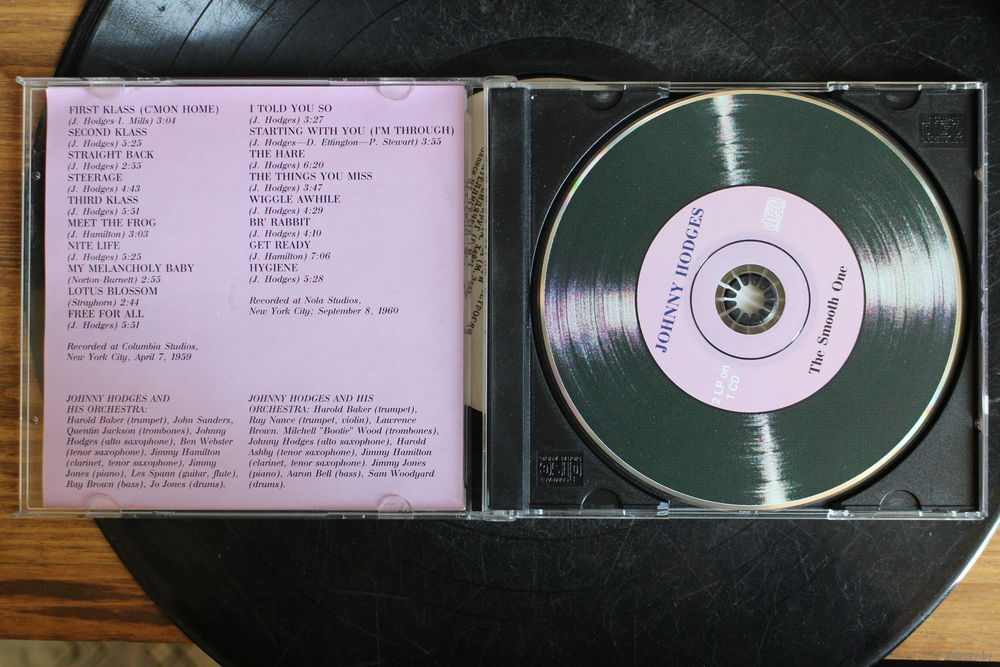 FIRST KLASS (C'MON HOME)
(J. Hodges-I. Mills) 3:04
SECOND KLASS
(J. Hodges) 5:25
STRAIGHT BACK
(J. Hodges) 2:55
STEERAGE
(J. Hodges) 4:43
THIRD KLASS
(J. Hodges) 5:51
MEET THE FROG
(J. Hamilton) 3:03
NITE LIFE
(J. Hodges) 5:25
MY MELANCHOLY BABY
(Norton-Burnett) 2:55
LOTUS BLOSSOM
(Strayhorn) 2:44
FREE FOR ALL
(J. Hodges) 5:51
Recorded at Columbia Studios,
New York City, April 7, 1959
JOHNNY HODGES AND
HIS ORCHESTRA:
Harold Baker (trumpet), John Sanders,
Quentin Jackson (trombones), Johnny
Hodges (alto saxophone), Ben Webster
(tenor saxophone), Jimmy Hamilton
(clarinet, tenor saxophone), Jimmy
Jones (piano), Les Spann (guitar, flute),
Ray Brown (bass), Jo Jones (drums).
I TOLD YOU SO
(J. Hodges) 3:27
STARTING WITH YOU (I'M THROUGH)
(J. Hodges—D. Ellington—P. Stewart) 3:55
THE HARE
(J. Hodges) 6:20
THE THINGS YOU MISS
(J. Hodges) 3:47
WIGGLE AWHILE
(J. Hodges) 4:29
BR' RABBIT
(J. Hodges) 4:10
GET READY
(J. Hamilton) 7:06
HYGIENE
(J. Hodges) 5:28
Recorded at Nola Studios,
New York City; September 8, 1960
JOHNNY HODGES AND HIS
ORCHESTRA: Harold Baker (trumpet),
Ray Nance (trumpet, violin), Lawrence
Brown. Milchell "Bootie" Wood (trombones),
Johnny Hodges (alto saxophone), Harold
Ashby (tenor saxophone), Jimmy Hamilton
(clarinet, tenor saxophone). Jimmy Jones
(piano), Aaron Bell (bass), Sam Woodyard
(drums).
JOHNNY HODGES
The Smooth One
2 LP on
1 CD